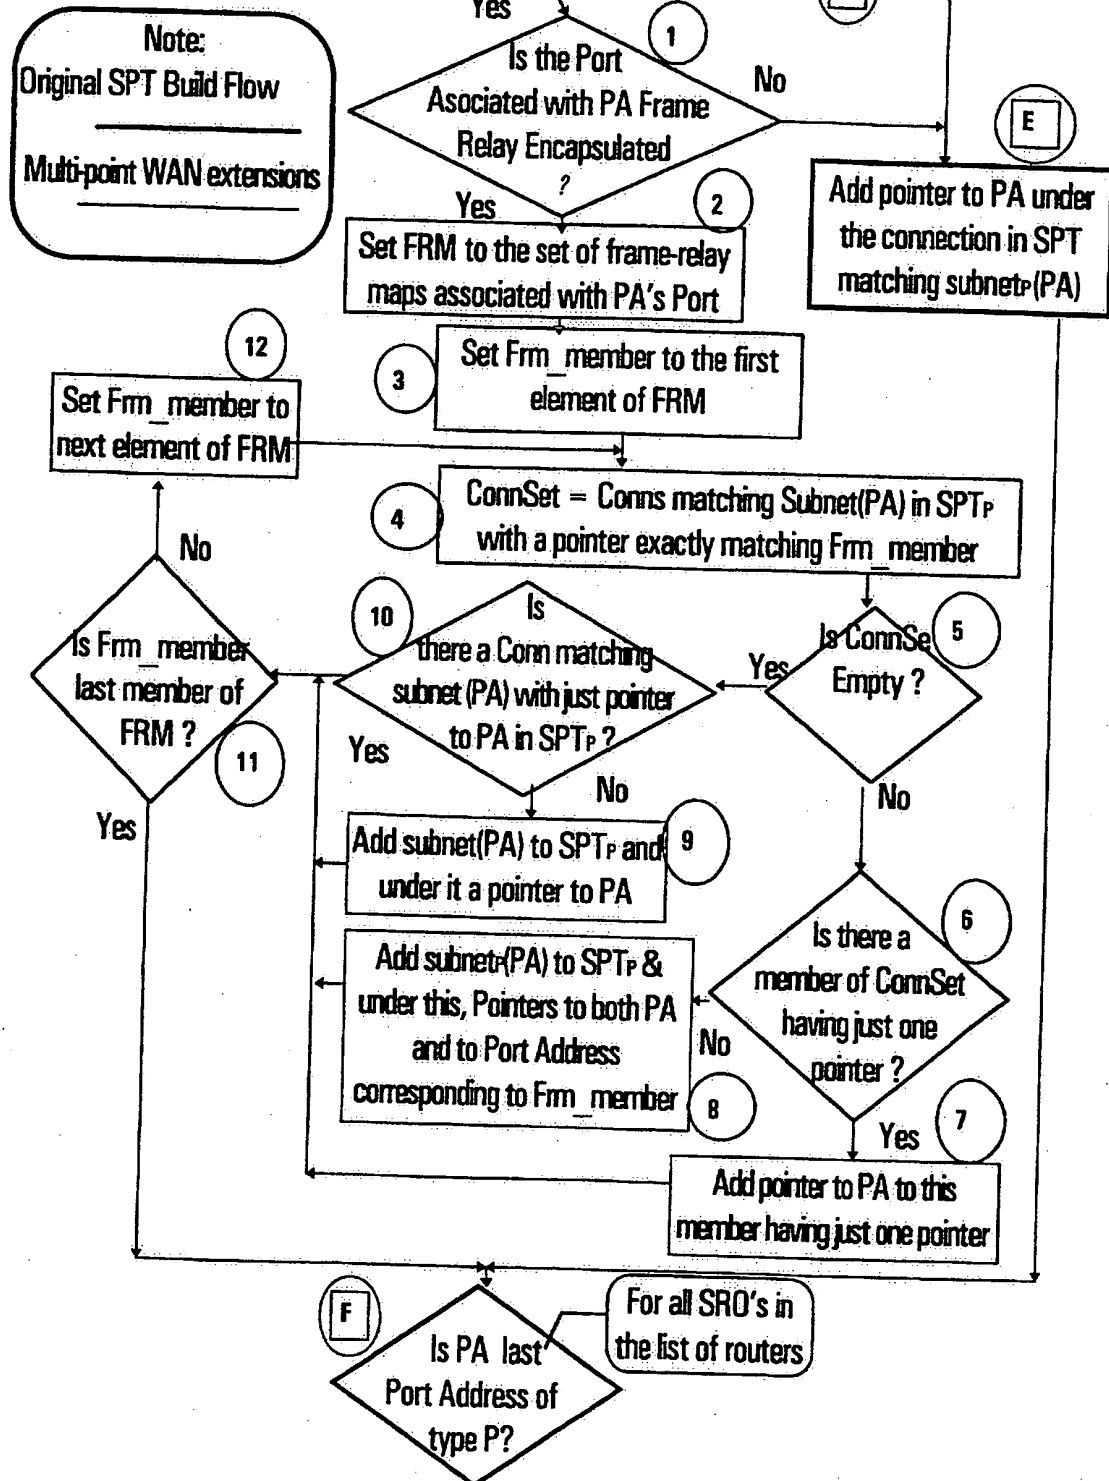 Yes
1
Note:
Original SPT Build Flow
Multi-point WAN extensions
Is the Port
Asociated with PA Frame
Relay Encapsulated
?
No
E
Yes
2
Add pointer to PA under
the connection in SPT
matching subnetP(PA)
Set FRM to the set of frame-relay
maps associated with PA's Port
12
3
Set Frm_member to the first
element of FRM
Set Frm_member to
next element of FRM
4
ConnSet = Conns matching Subnet(PA) in SPTP
with a pointer exactly matching Frm_member
No
10
Is
there a Conn matching
subnet (PA) with just pointer
to PA in SPTP ?
Yes
Is ConnSe
Empty ?
5
Is Frm_member
last member of
FRM ?
11
Yes
No
No
Yes
Add subnet(PA) to SPTP and
under it a pointer to PA
9
6
Is there a
member of ConnSet
having just one
pointer ?
Add subnetP(PA) to SPTP &
under this, Pointers to both PA
and to Port Address
corresponding to Frm_member
No
8
Yes
7
Add pointer to PA to this
member having just one pointer
F
For all SRO's in
the list of routers
Is PA last
Port Address of
type P?